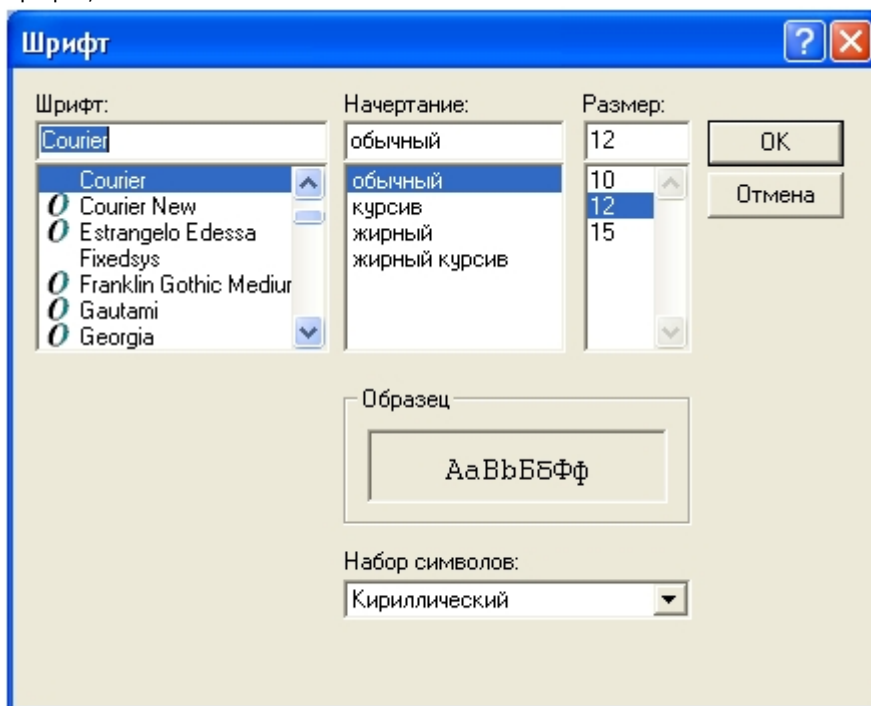 Шрифт
Шрифт:
Начертание:
Размер:
Courier
обычный
12
OK
Отмена
Courier
Courier New
Estrangelo Edessa
Fixedsys
Franklin Gothic Mediur
Gautami
Georgia
обычный
курсив
жирный
жирный курсив
10
12
15
Образец
АаВbБбФф
Набор символов:
Кириллический